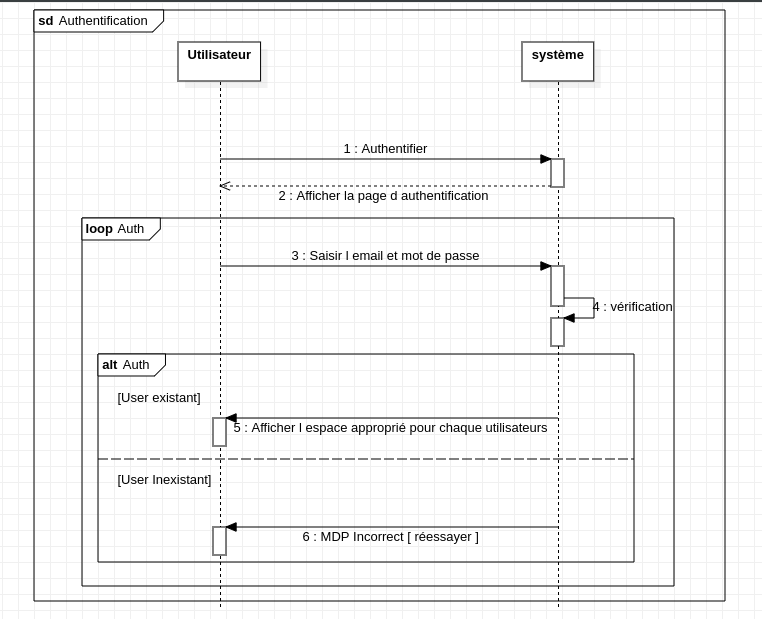 sd Authentification
Utilisateur
système
1 : Authentifier
2 : Afficher la page d authentification
loop Auth
3 : Saisir l email et mot de passe
4 : vérification
alt Auth
[User existant]
5 : Afficher l espace approprié pour chaque utilisateurs
[User Inexistant]
6 : MDP Incorrect [ réessayer ]